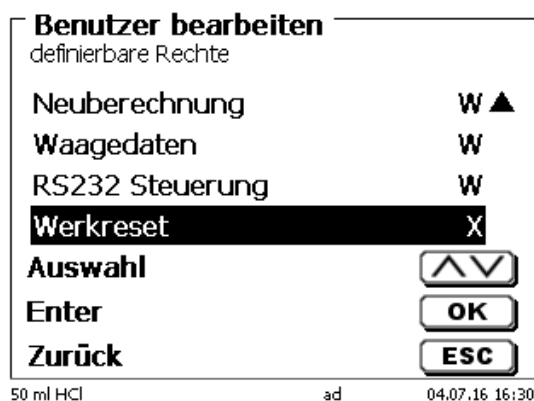 Benutzer bearbeiten
definierbare Rechte
Neuberechnung W
Waagedaten W
RS232 Steuerung W
Werkreset X
Auswahl
Enter OK
Zurück ESC
50 ml HCl ad 04.07.16 16:30